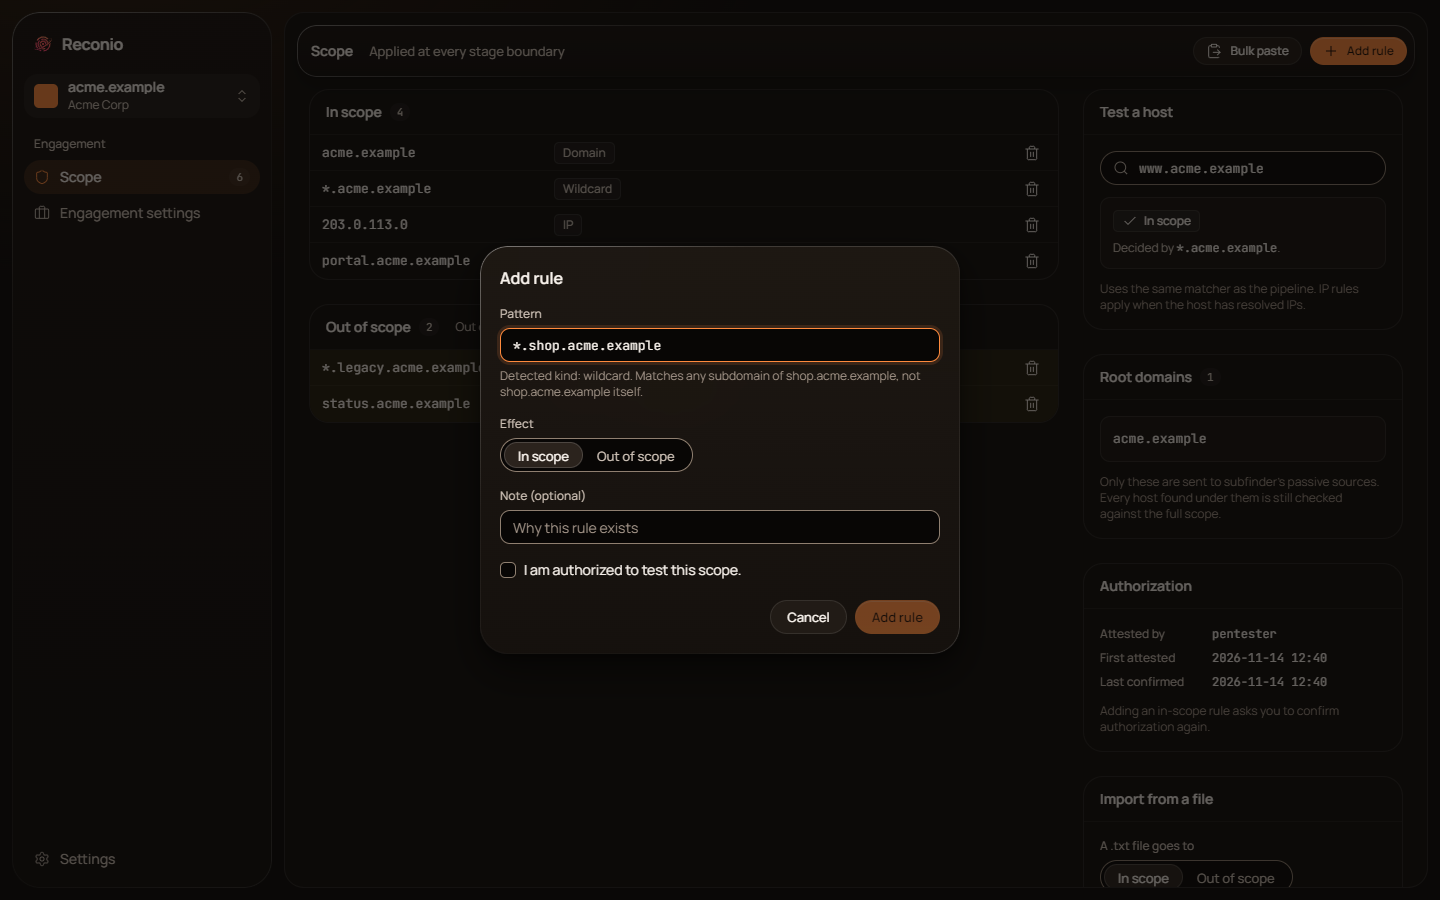 Reconio
acme.example
Acme Corp
Engagement
Scope 6
Engagement settings
Settings
Scope Applied at every stage boundary
Bulk paste
Add rule
In scope 4
acme.example Domain
*.acme.example Wildcard
203.0.113.0 IP
portal.acme.example
Out of scope 2
*.legacy.acme.example
status.acme.example
Add rule
Pattern
*.shop.acme.example
Detected kind: wildcard. Matches any subdomain of shop.acme.example, not
shop.acme.example itself.
Effect
In scope Out of scope
Note (optional)
Why this rule exists
I am authorized to test this scope.
Cancel Add rule
Test a host
www.acme.example
In scope
Decided by *.acme.example.
Uses the same matcher as the pipeline. IP rules
apply when the host has resolved IPs.
Root domains 1
acme.example
Only these are sent to subfinder's passive sources.
Every host found under them is still checked
against the full scope.
Authorization
Attested by pentester
First attested 2026-11-14 12:40
Last confirmed 2026-11-14 12:40
Adding an in-scope rule asks you to confirm
authorization again.
Import from a file
A .txt file goes to
In scope Out of scope